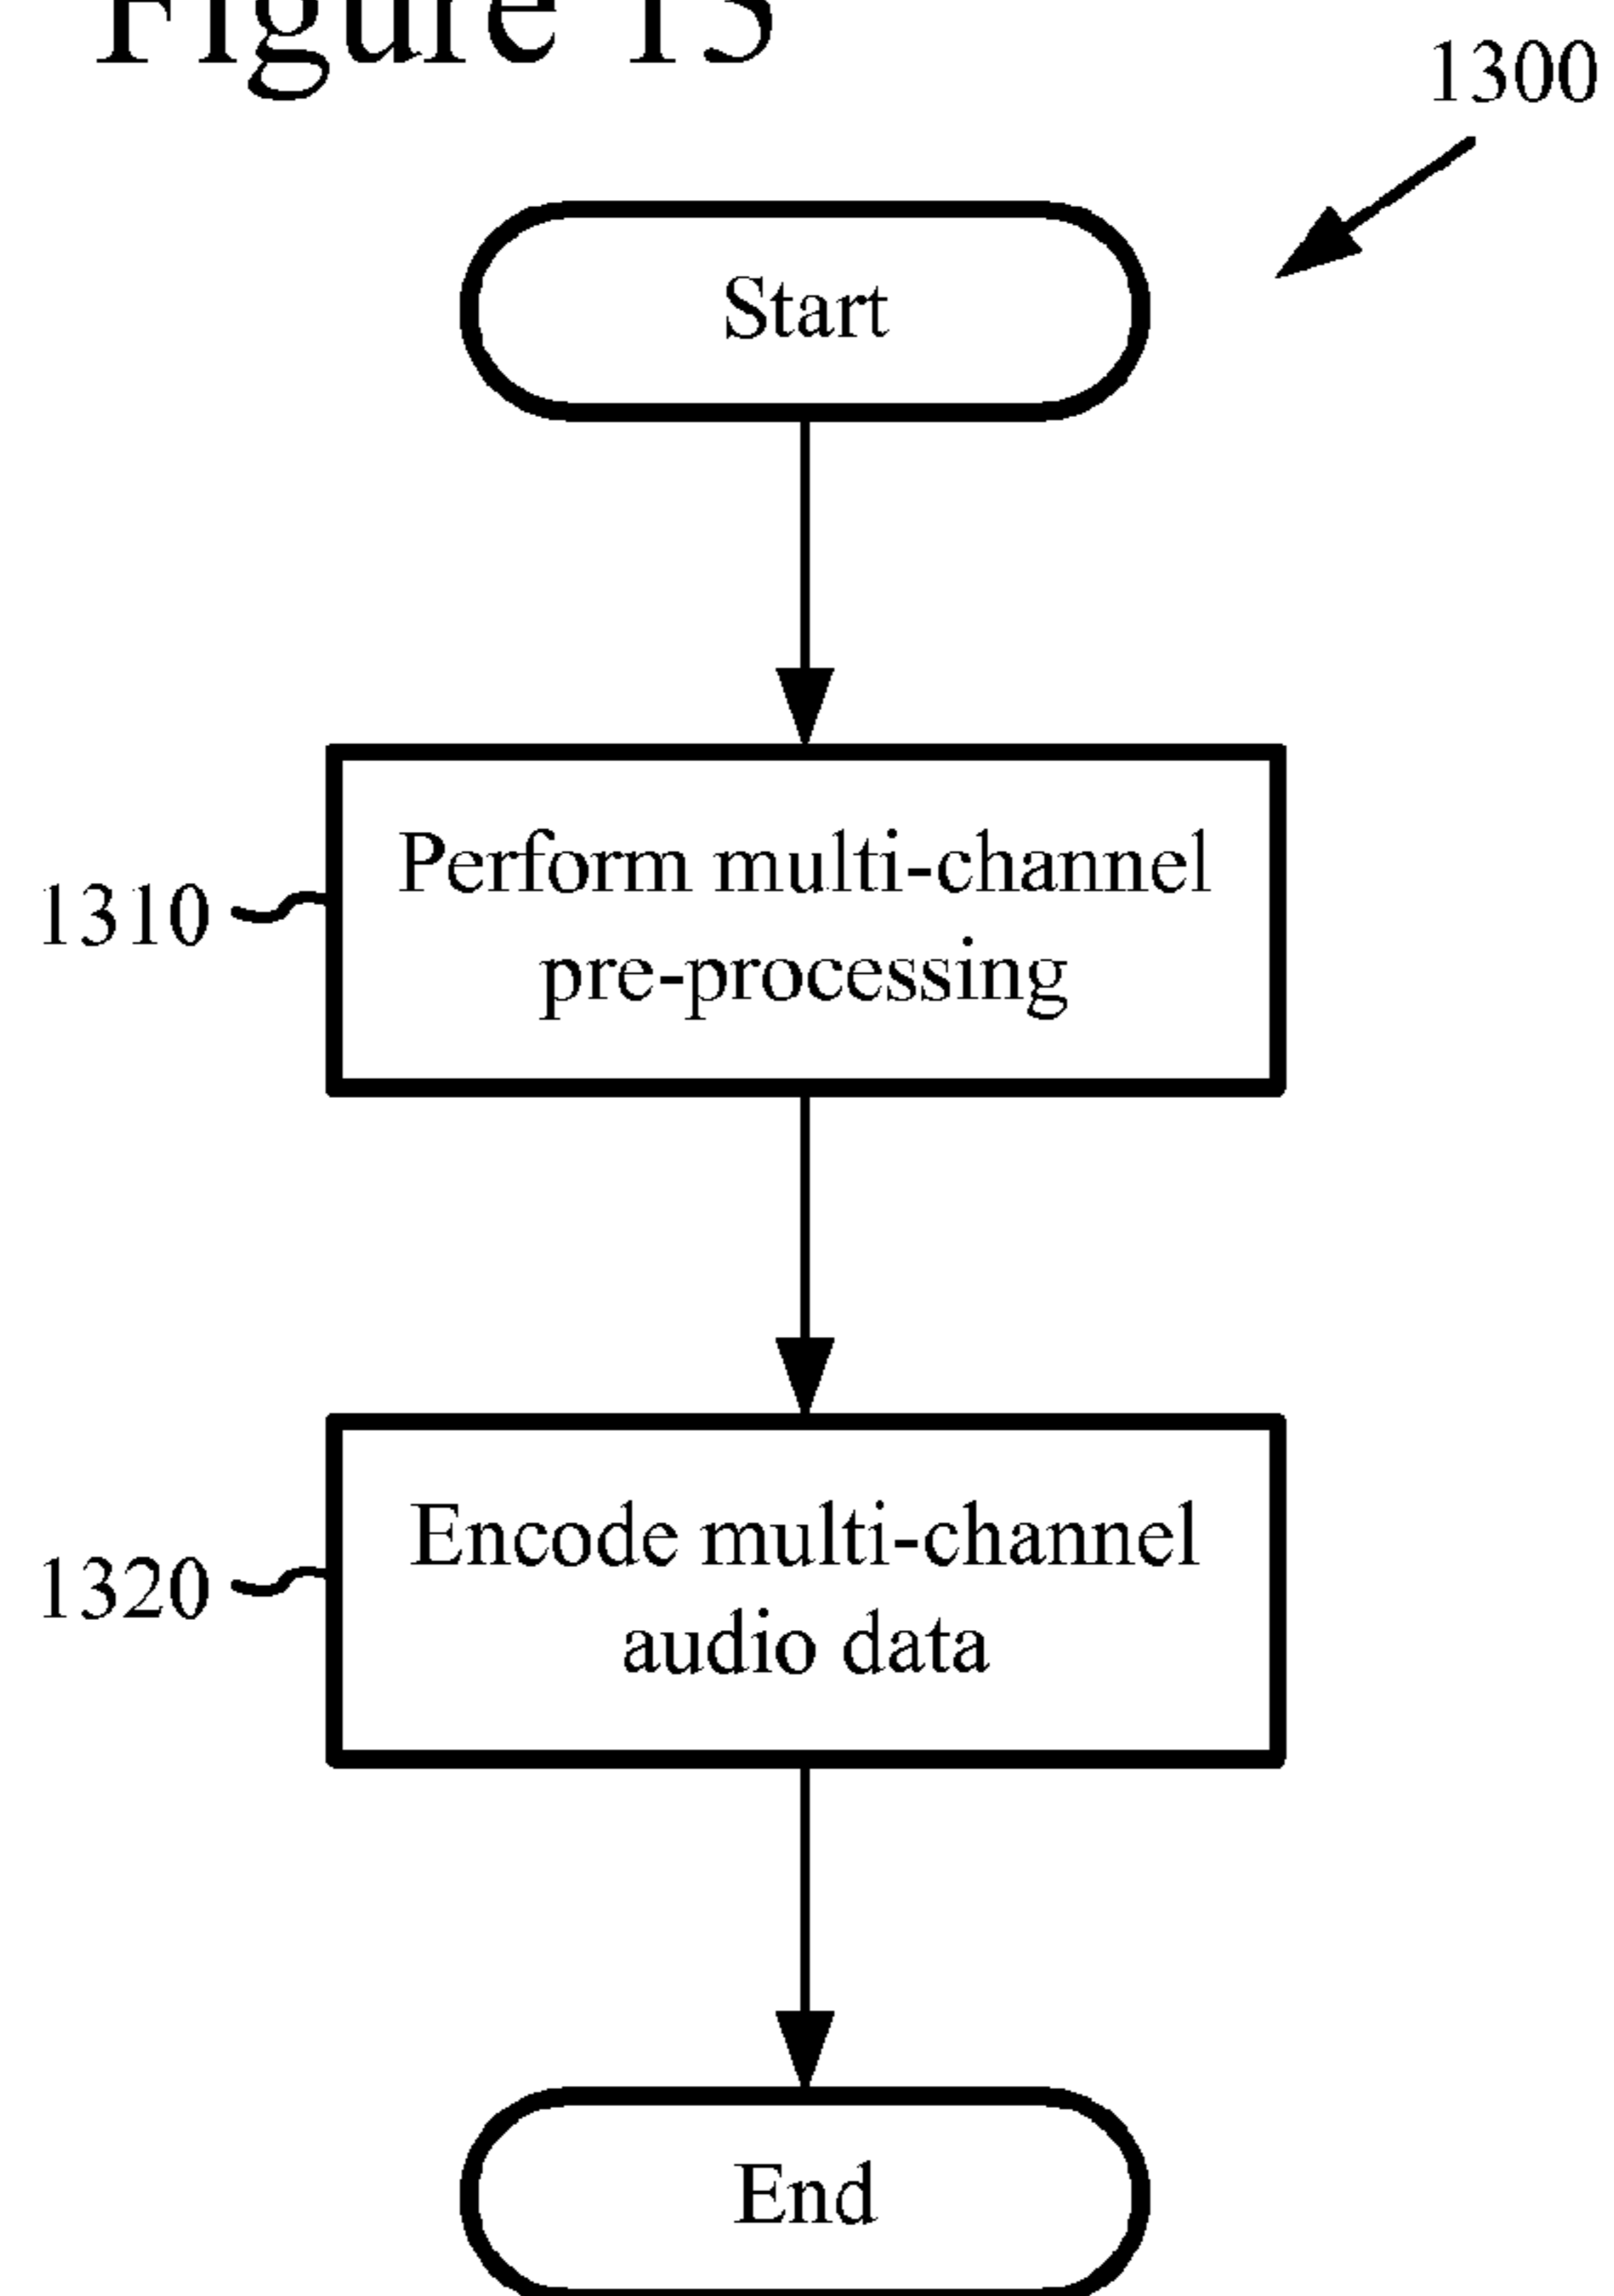 Figure 13
1300
Start
1310
Perform multi-channel
pre-processing
1320
Encode multi-channel
audio data
End